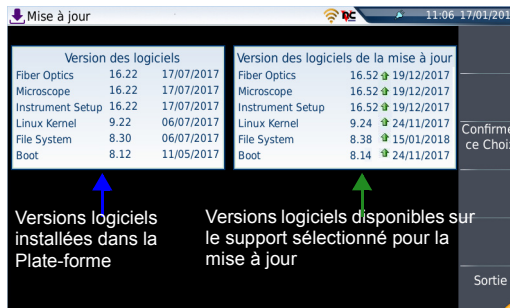 Mise à jour
11:06 17/01/201
Version des logiciels
Fiber Optics 16.22 17/07/2017
Microscope 16.22 17/07/2017
Instrument Setup 16.22 17/07/2017
Linux Kernel 9.22 06/07/2017
File System 8.30 06/07/2017
Boot 8.12 11/05/2017
Version des logiciels de la mise à jour
Fiber Optics 16.52 19/12/2017
Microscope 16.52 19/12/2017
Instrument Setup 16.52 19/12/2017
Linux Kernel 9.24 24/11/2017
File System 8.38 15/01/2018
Boot 8.14 24/11/2017
Confirme
ce Choi
Versions logiciels
installées dans la
Plate-forme
Versions logiciels disponibles sur
le support sélectionné pour la
mise à jour
Sortie